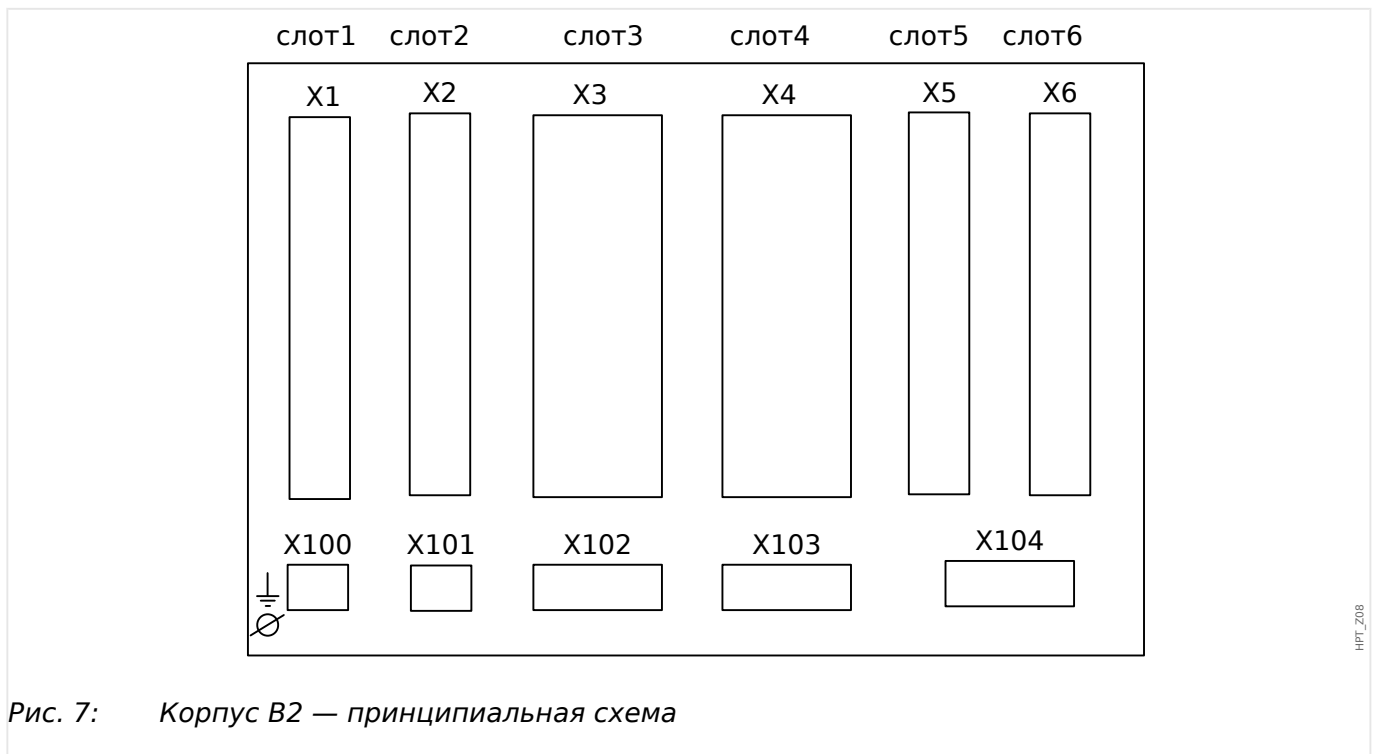 слот1 слот2 слот3 слот4 слот5 слот6
X1 X2 X3 X4 X5 X6
X100 X101 X102 X103 X104
HPT_Z08
Рис. 7: Корпус B2 — принципиальная схема